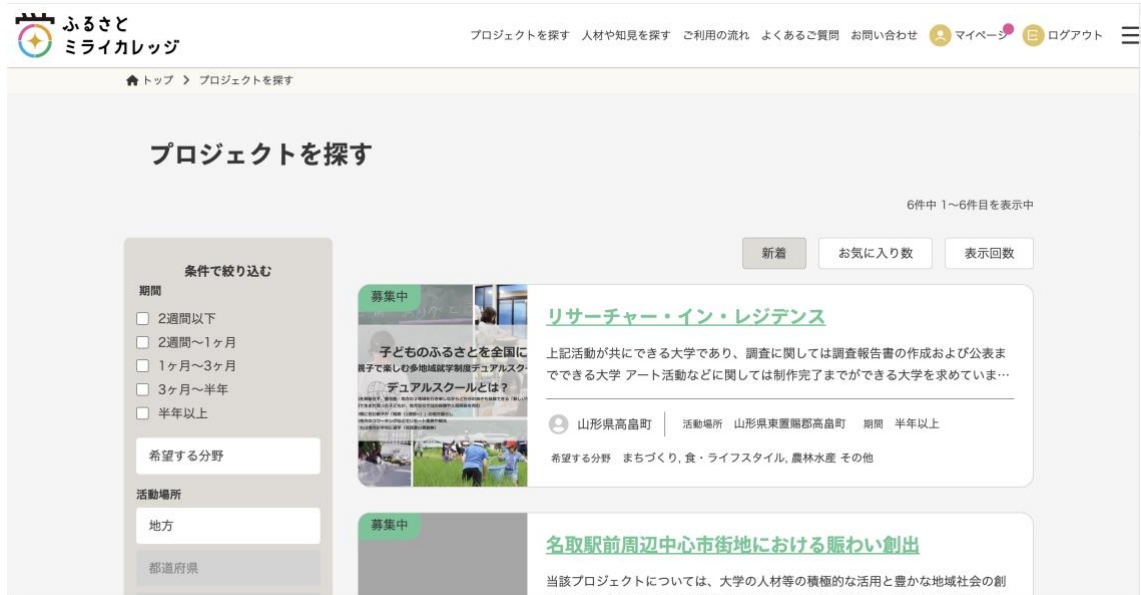 ふるさと
ミライカレッジ
プロジェクトを探す 人材や知見を探す ご利用の流れ よくあるご質問 お問い合わせ マイページ ログアウト
トップ > プロジェクトを探す
プロジェクトを探す
6件中 1〜6件目を表示中
条件で絞り込む
期間
2週間以下
2週間〜1ヶ月
1ヶ月〜3ヶ月
3ヶ月〜半年
半年以上
希望する分野
活動場所
地方
都道府県
新着 お気に入り数 表示回数
募集中
子どものふるさとを全国に
親子で楽しむ多地域就学制度デュアルスク
デュアルスクールとは？
リサーチャー・イン・レジデンス
上記活動が共にできる大学であり、調査に関しては調査報告書の作成および公表ま
でできる大学 アート活動などに関しては制作完了までができる大学を求めていま…
山形県高畠町 活動場所 山形県東置賜郡高畠町 期間 半年以上
希望する分野 まちづくり, 食・ライフスタイル, 農林水産 その他
募集中
名取駅前周辺中心市街地における賑わい創出
当該プロジェクトについては、大学の人材等の積極的な活用と豊かな地域社会の創